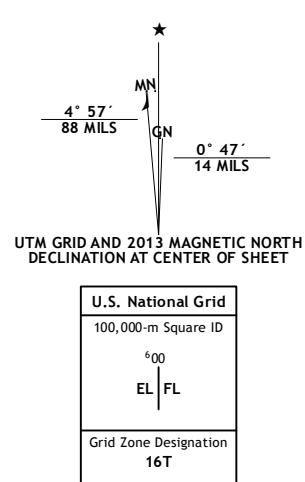 ★
MN
4° 57´
88 MILS
GN
0° 47´
14 MILS
UTM GRID AND 2013 MAGNETIC NORTH
DECLINATION AT CENTER OF SHEET
U.S. National Grid
100,000-m Square ID
⁶00
EL FL
Grid Zone Designation
16T